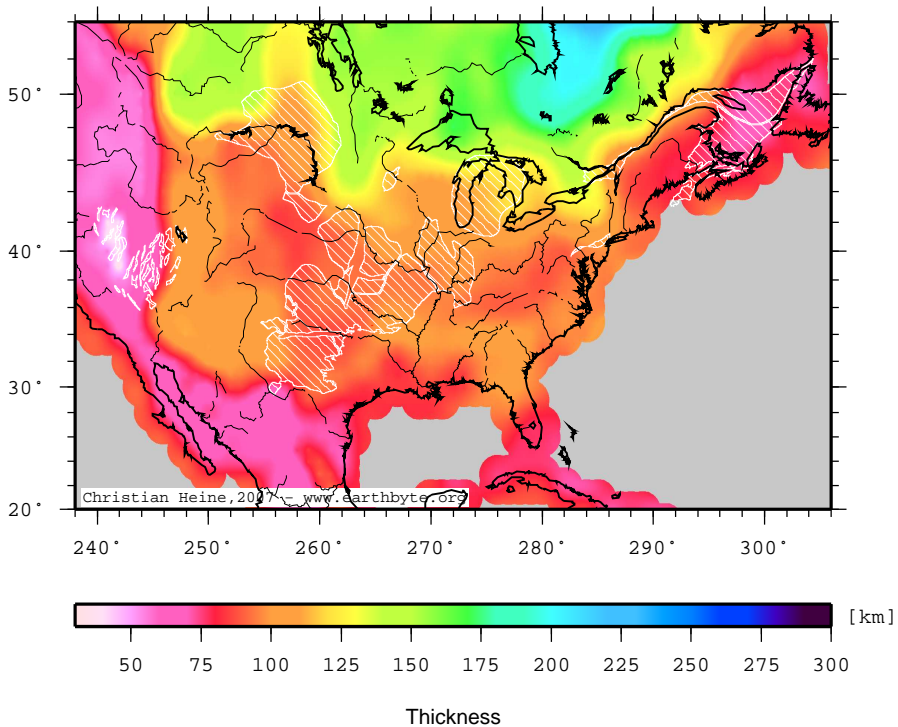 50°
40°
30°
20°
Christian Heine,2007 – www.earthbyte.org
240° 250° 260° 270° 280° 290° 300°
[km]
50 75 100 125 150 175 200 225 250 275 300
Thickness